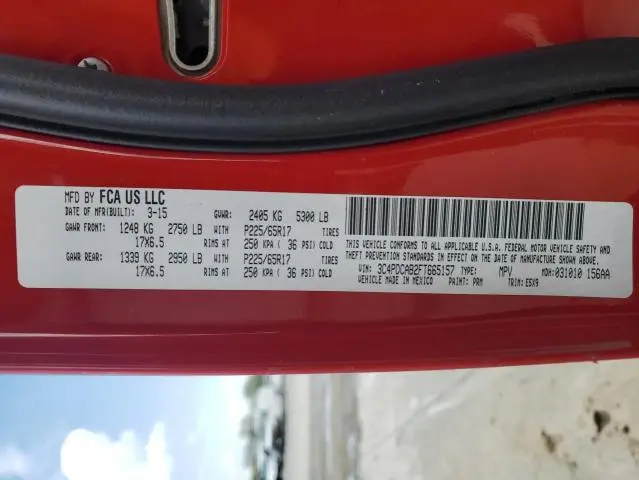 MFD BY FCA US LLC
DATE OF MFR(BUILT): 3-15 GVWR: 2405 KG 5300 LB
GAWR FRONT: 1248 KG 2750 LB WITH P225/65R17 TIRES
17X6.5 RIMS AT 250 KPA ( 36 PSI) COLD
GAWR REAR: 1339 KG 2950 LB WITH P225/65R17 TIRES
17X6.5 RIMS AT 250 KPA ( 36 PSI) COLD
THIS VEHICLE CONFORMS TO ALL APPLICABLE U.S.A. FEDERAL MOTOR VEHICLE SAFETY AND
THEFT PREVENTION STANDARDS IN EFFECT ON THE DATE OF MANUFACTURE SHOWN ABOVE.
VIN: 3C4PDCAB2FT665157 TYPE: MPV MDH: 031010 156AA
VEHICLE MADE IN MEXICO PAINT: PRM TRIM: E5X9